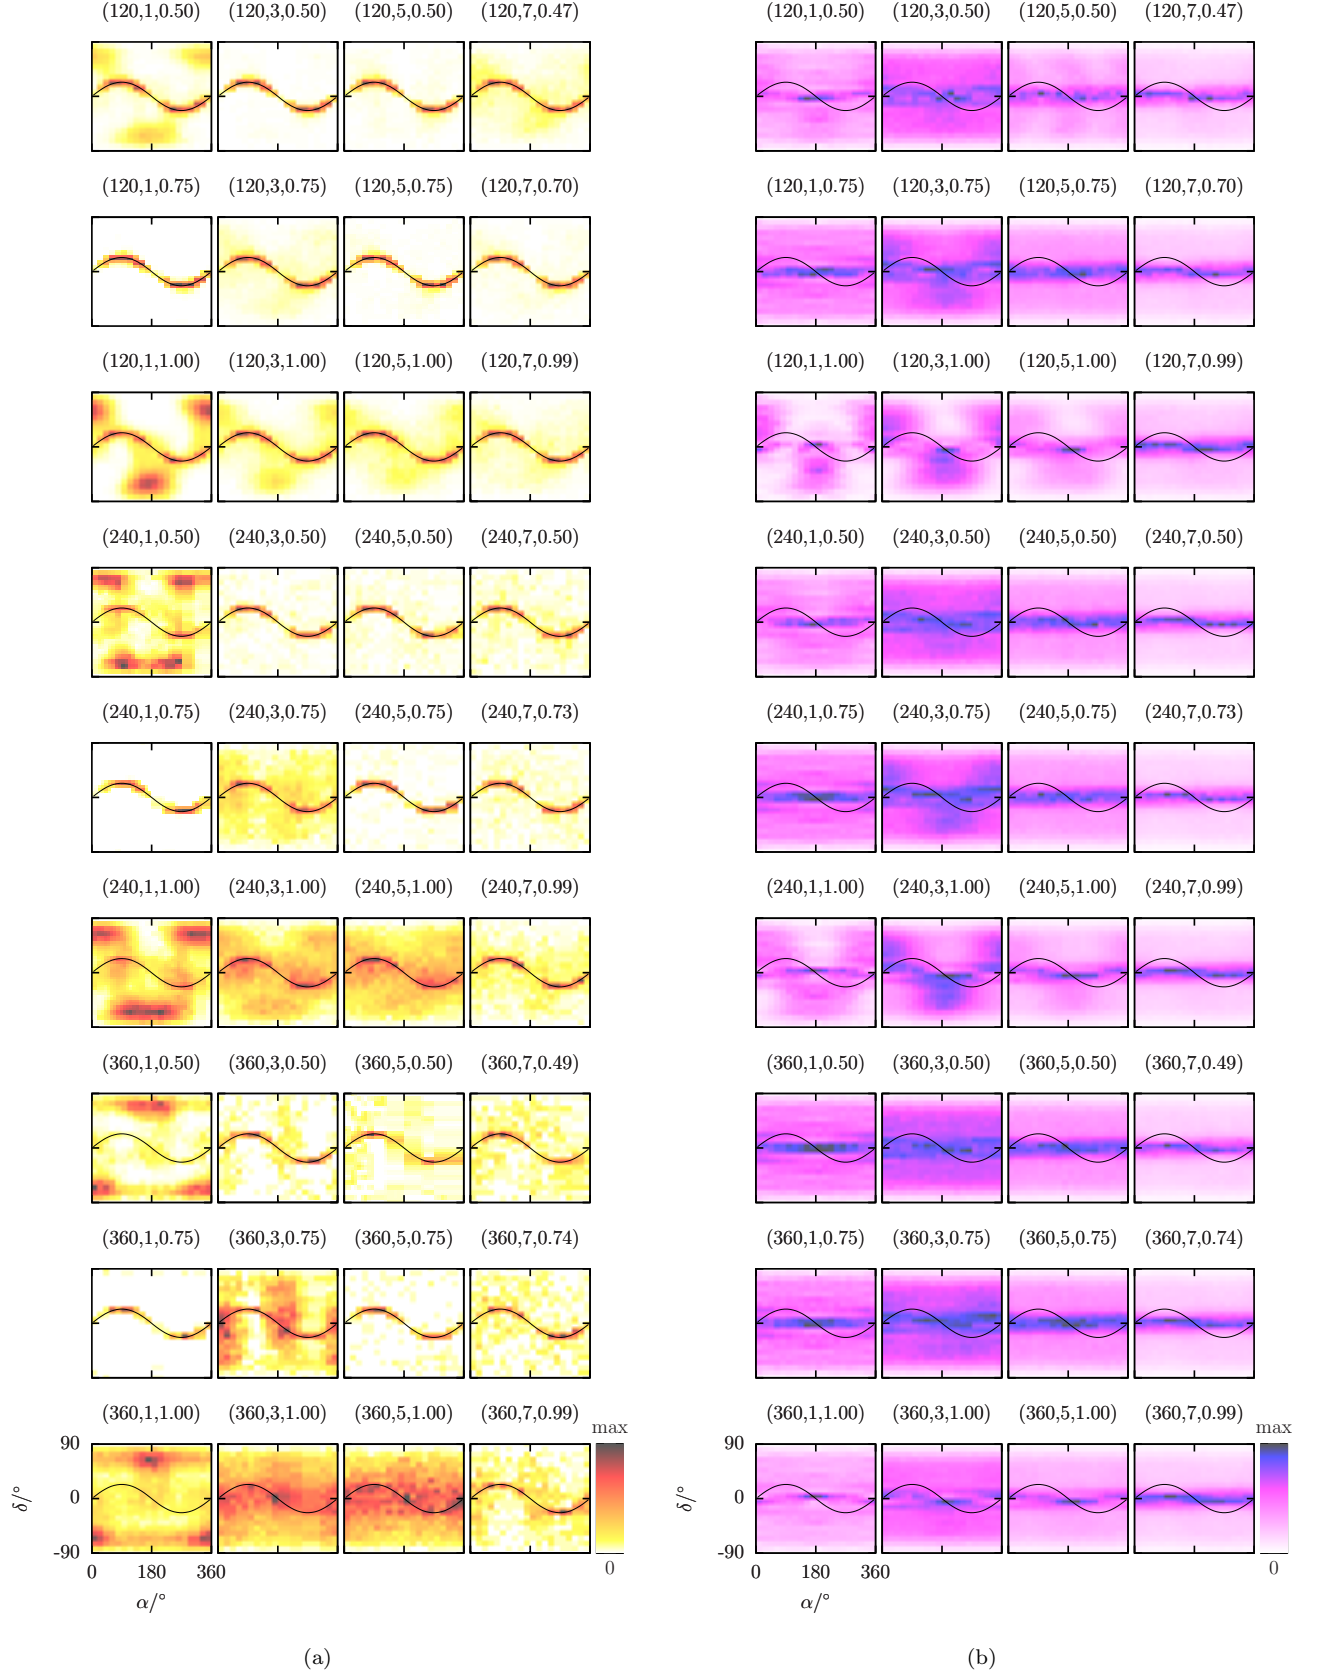 (120,1,0.50) (120,3,0.50) (120,5,0.50) (120,7,0.47) (120,1,0.50) (120,3,0.50) (120,5,0.50) (120,7,0.47)
(120,1,0.75) (120,3,0.75) (120,5,0.75) (120,7,0.70) (120,1,0.75) (120,3,0.75) (120,5,0.75) (120,7,0.70)
(120,1,1.00) (120,3,1.00) (120,5,1.00) (120,7,0.99) (120,1,1.00) (120,3,1.00) (120,5,1.00) (120,7,0.99)
(240,1,0.50) (240,3,0.50) (240,5,0.50) (240,7,0.50) (240,1,0.50) (240,3,0.50) (240,5,0.50) (240,7,0.50)
(240,1,0.75) (240,3,0.75) (240,5,0.75) (240,7,0.73) (240,1,0.75) (240,3,0.75) (240,5,0.75) (240,7,0.73)
(240,1,1.00) (240,3,1.00) (240,5,1.00) (240,7,0.99) (240,1,1.00) (240,3,1.00) (240,5,1.00) (240,7,0.99)
(360,1,0.50) (360,3,0.50) (360,5,0.50) (360,7,0.49) (360,1,0.50) (360,3,0.50) (360,5,0.50) (360,7,0.49)
(360,1,0.75) (360,3,0.75) (360,5,0.75) (360,7,0.74) (360,1,0.75) (360,3,0.75) (360,5,0.75) (360,7,0.74)
(360,1,1.00) (360,3,1.00) (360,5,1.00) (360,7,0.99) (360,1,1.00) (360,3,1.00) (360,5,1.00) (360,7,0.99)
max max
90 90
δ/° 0 δ/° 0
-90 0 -90 0
0 180 360 0 180 360
α/° α/°
(a) (b)